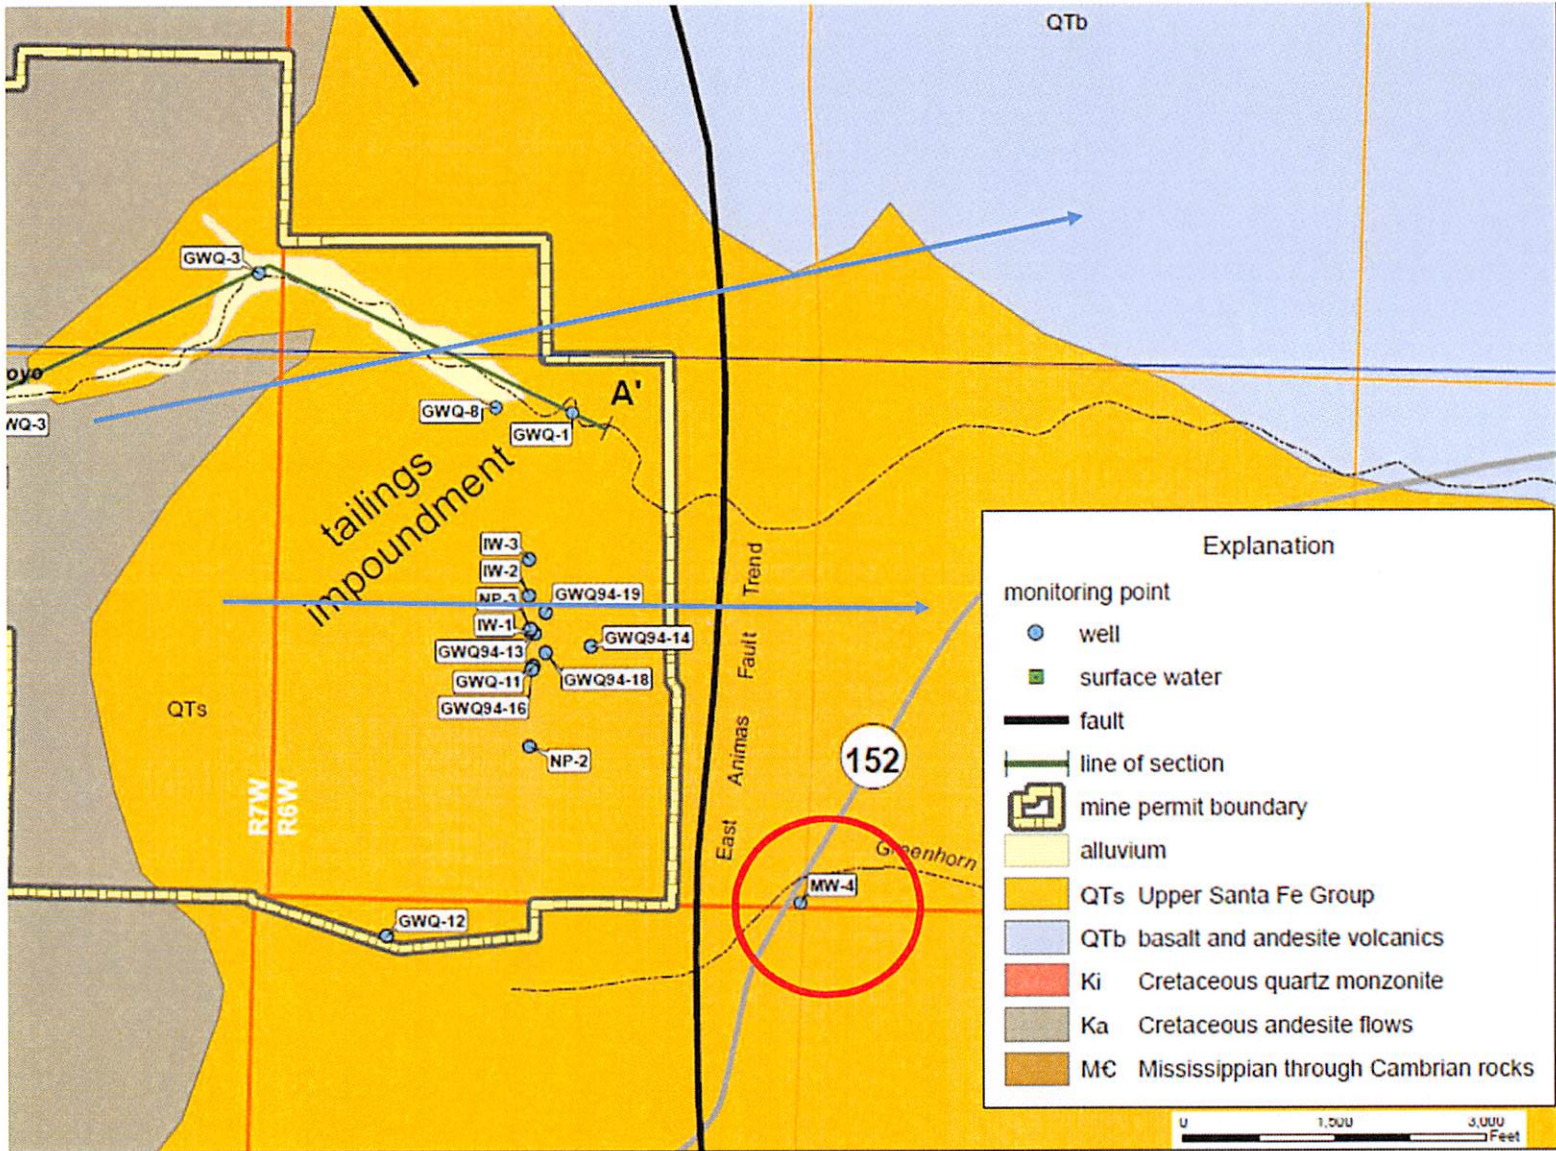 QTb
GWQ-3
oyo
WQ-3
GWQ-8
GWQ-1
A'
tailings
impoundment
IW-3
IW-2
NP-3
GWQ94-19
IW-1
GWQ94-14
GWQ94-13
GWQ-11
GWQ94-18
GWQ94-16
QTs
NP-2
R7W
R6W
East Animas Fault Trend
152
Greenhorn
MW-4
GWQ-12
Explanation
monitoring point
well
surface water
fault
line of section
mine permit boundary
alluvium
QTs Upper Santa Fe Group
QTb basalt and andesite volcanics
Ki Cretaceous quartz monzonite
Ka Cretaceous andesite flows
M€ Mississippian through Cambrian rocks
0 1,500 3,000
Feet